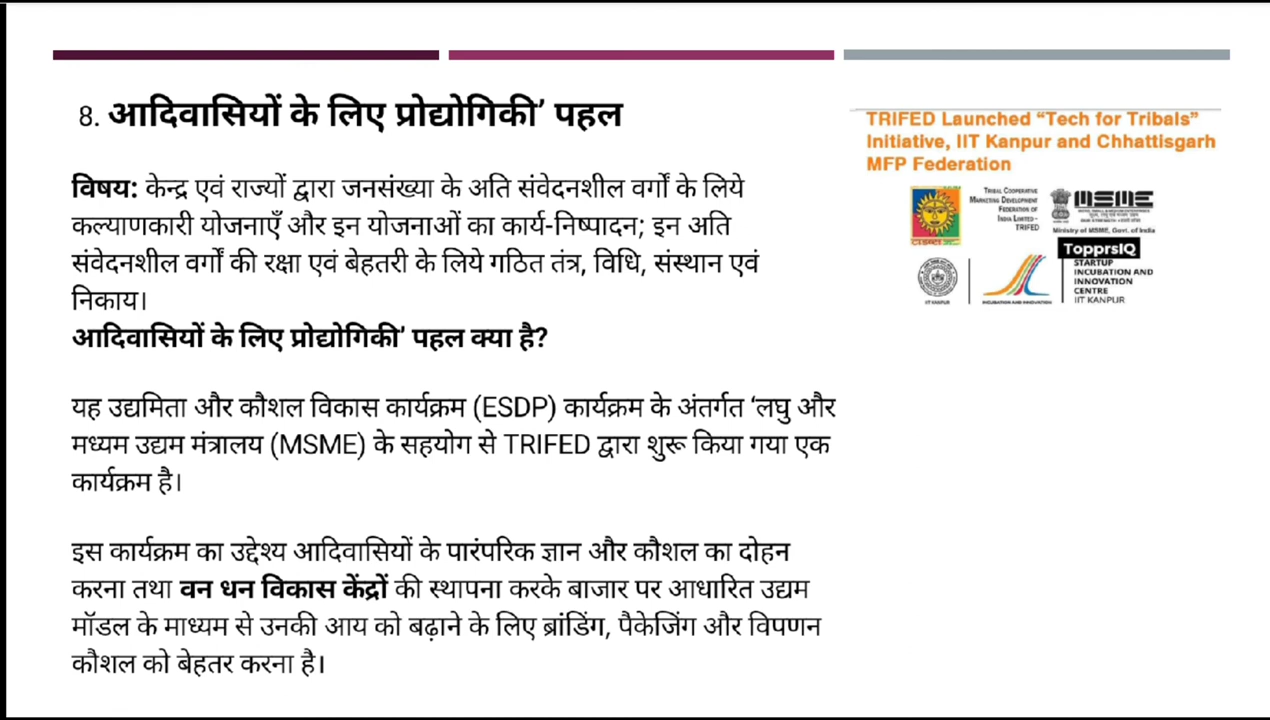 8. आदिवासियों के लिए प्रोद्योगिकी’ पहल
विषय: केन्द्र एवं राज्यों द्वारा जनसंख्या के अति संवेदनशील वर्गों के लिये
कल्याणकारी योजनाएँ और इन योजनाओं का कार्य-निष्पादन; इन अति
संवेदनशील वर्गों की रक्षा एवं बेहतरी के लिये गठित तंत्र, विधि, संस्थान एवं
निकाय।
आदिवासियों के लिए प्रोद्योगिकी’ पहल क्या है?
यह उद्यमिता और कौशल विकास कार्यक्रम (ESDP) कार्यक्रम के अंतर्गत ‘लघु और
मध्यम उद्यम मंत्रालय (MSME) के सहयोग से TRIFED द्वारा शुरू किया गया एक
कार्यक्रम है।
इस कार्यक्रम का उद्देश्य आदिवासियों के पारंपरिक ज्ञान और कौशल का दोहन
करना तथा वन धन विकास केंद्रों की स्थापना करके बाजार पर आधारित उद्यम
मॉडल के माध्यम से उनकी आय को बढ़ाने के लिए ब्रांडिंग, पैकेजिंग और विपणन
कौशल को बेहतर करना है।
TRIFED Launched “Tech for Tribals”
Initiative, IIT Kanpur and Chhattisgarh
MFP Federation
TRIBAL COOPERATIVE
MARKETING DEVELOPMENT
FEDERATION OF
INDIA LIMITED–
TRIFED
MSME
Ministry of MSME, Govt. of India
TopprsIQ
STARTUP
INCUBATION AND
INNOVATION
CENTRE
IIT KANPUR
IIT KANPUR
INCUBATION AND INNOVATION